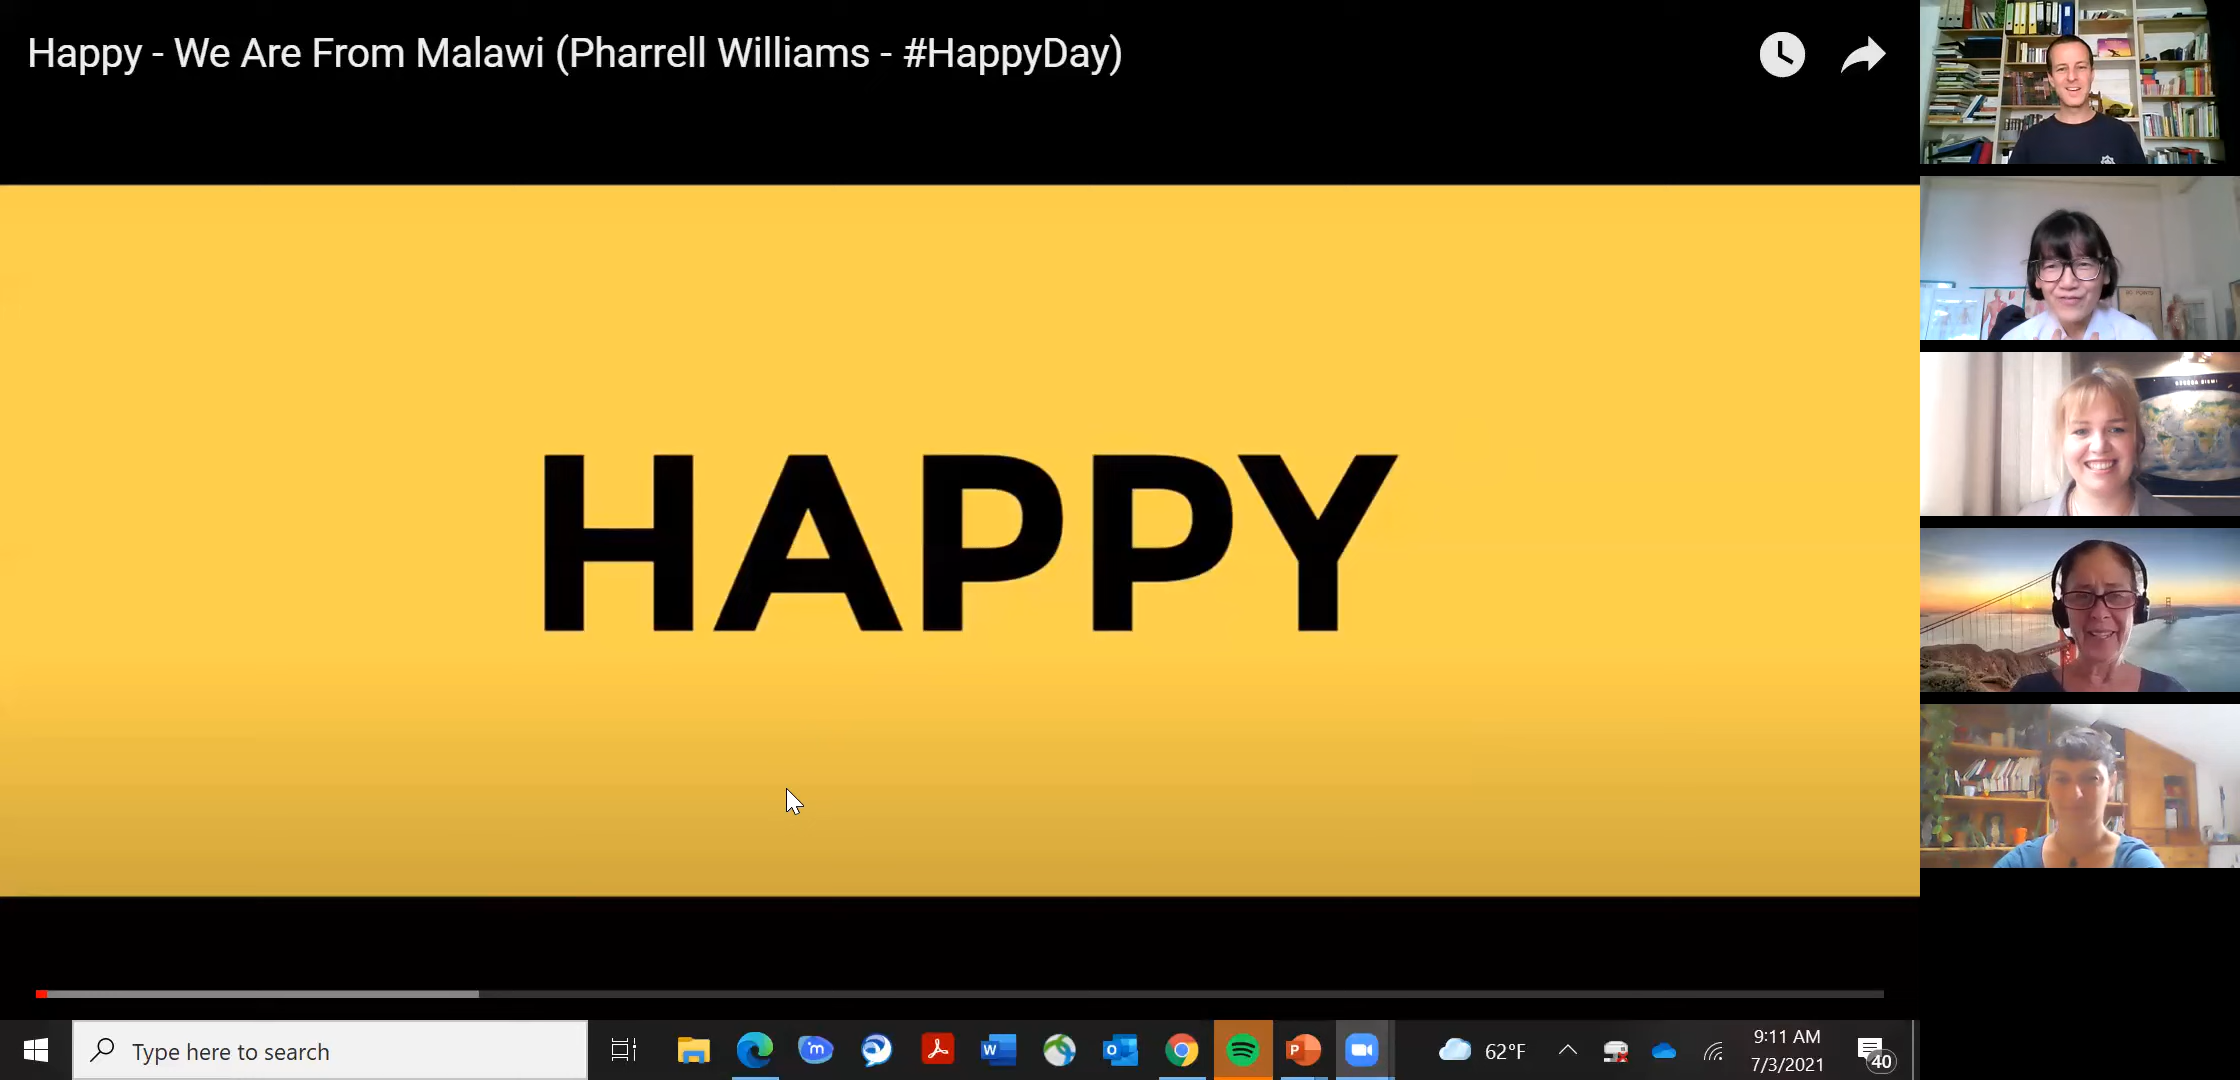 Happy - We Are From Malawi (Pharrell Williams - #HappyDay)
HAPPY
Type here to search
62°F
9:11 AM
7/3/2021
40